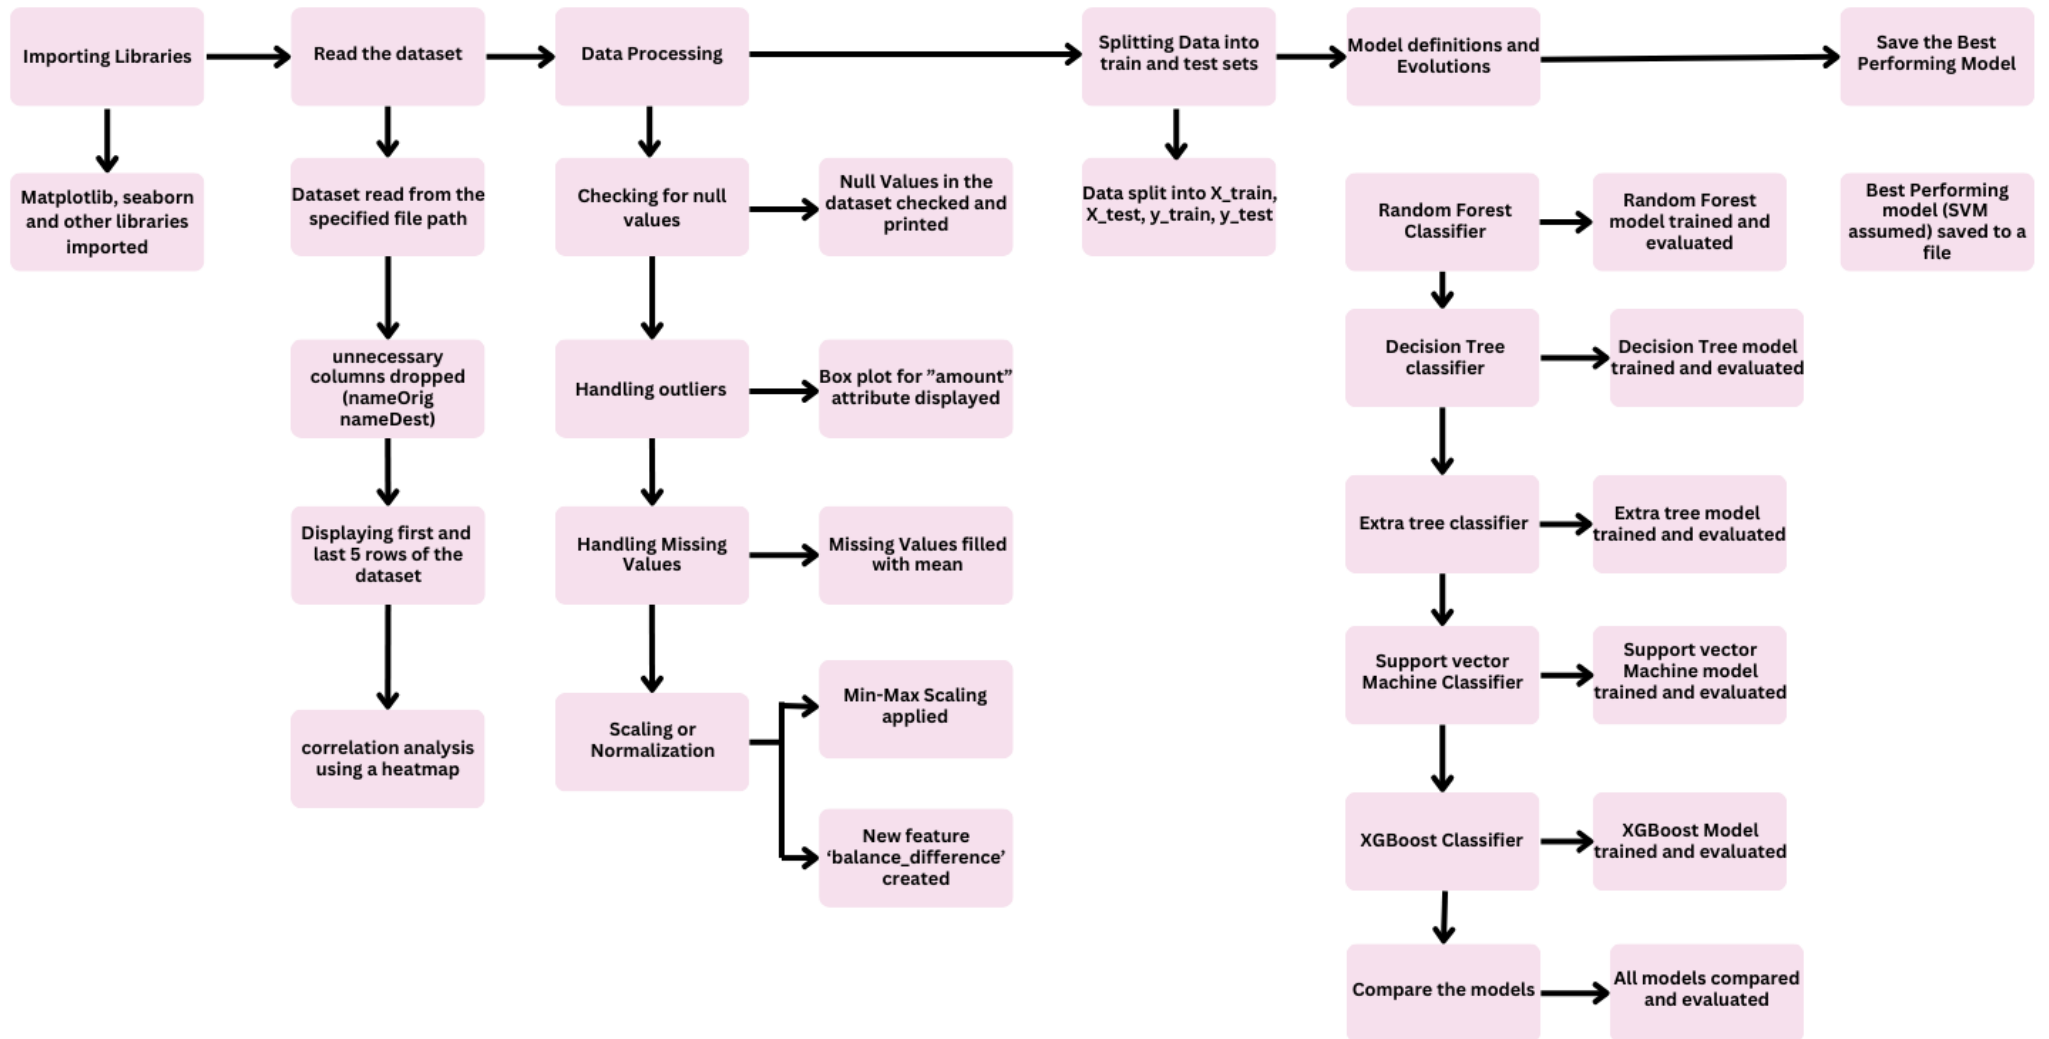 Importing Libraries
Read the dataset
Data Processing
Splitting Data into
train and test sets
Model definitions and
Evolutions
Save the Best
Performing Model
Matplotlib, seaborn
and other libraries
imported
Dataset read from the
specified file path
unnecessary
columns dropped
(nameOrig
nameDest)
Displaying first and
last 5 rows of the
dataset
correlation analysis
using a heatmap
Checking for null
values
Null Values in the
dataset checked and
printed
Handling outliers
Box plot for ”amount”
attribute displayed
Handling Missing
Values
Missing Values filled
with mean
Scaling or
Normalization
Min-Max Scaling
applied
New feature
‘balance_difference’
created
Data split into X_train,
X_test, y_train, y_test
Random Forest
Classifier
Random Forest
model trained and
evaluated
Decision Tree
classifier
Decision Tree model
trained and evaluated
Extra tree classifier
Extra tree model
trained and evaluated
Support vector
Machine Classifier
Support vector
Machine model
trained and evaluated
XGBoost Classifier
XGBoost Model
trained and evaluated
Compare the models
All models compared
and evaluated
Best Performing
model (SVM
assumed) saved to a
file